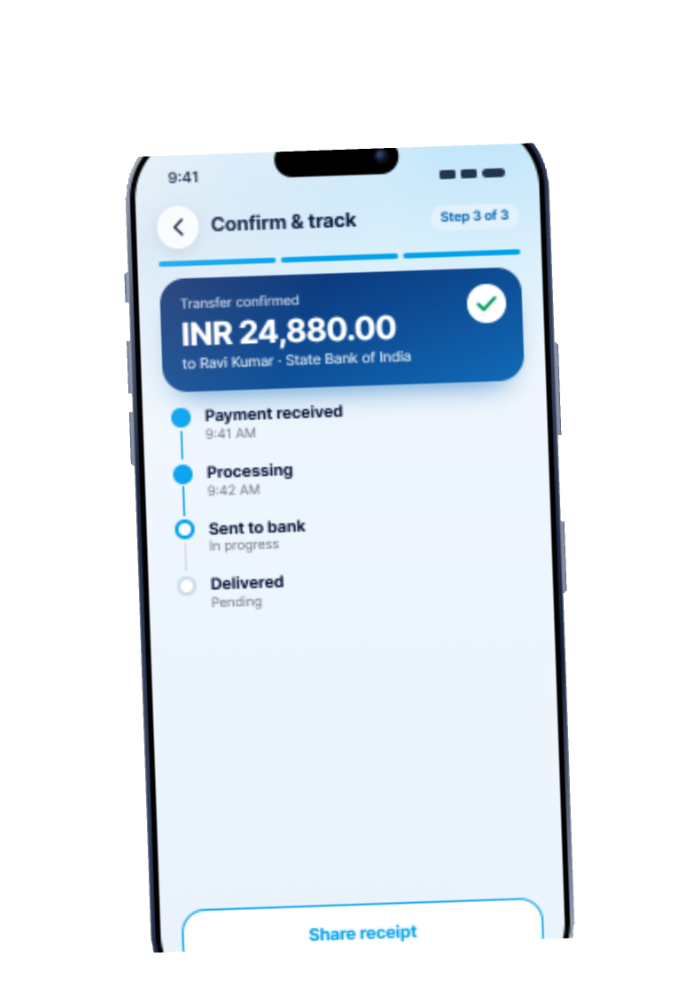 9:41
Confirm & track
Step 3 of 3
Transfer confirmed
INR 24,880.00
to Ravi Kumar · State Bank of India
Payment received
9:41 AM
Processing
9:42 AM
Sent to bank
In progress
Delivered
Pending
Share receipt